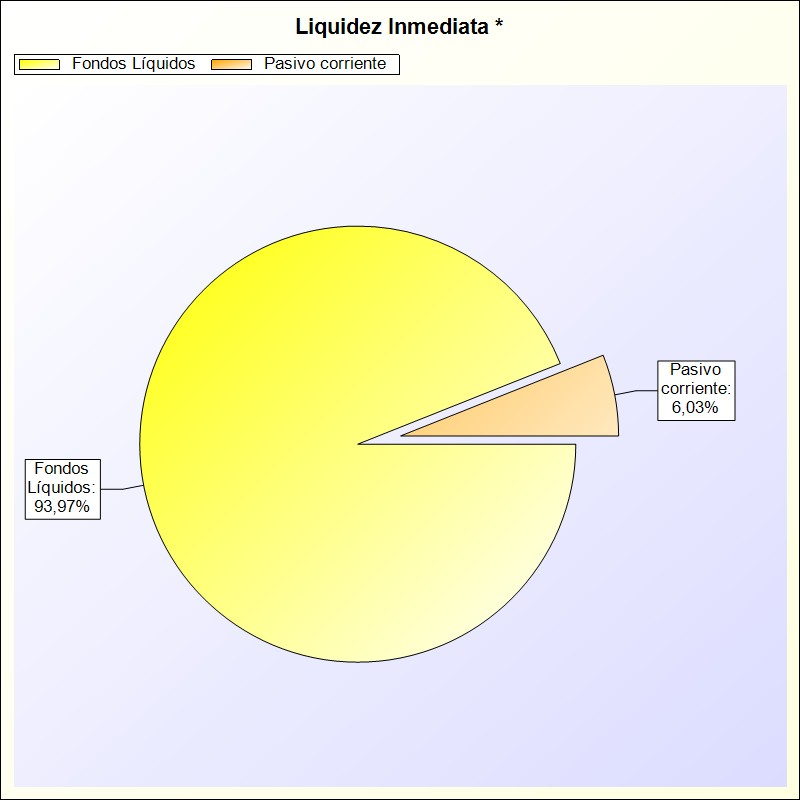 Liquidez Inmediata *
Fondos Líquidos Pasivo corriente
Pasivo
corriente:
6,03%
Fondos
Líquidos:
93,97%